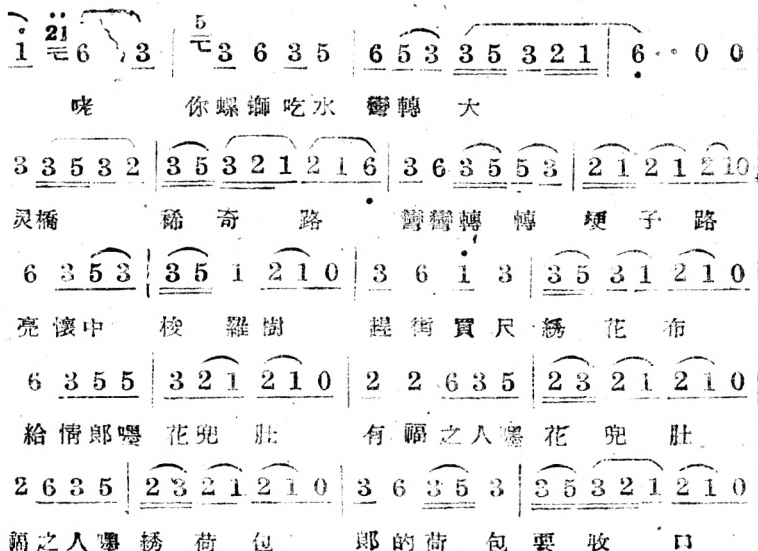 1 21 6 3 | 5 3 6 3 5 | 6 5 3 3 5 3 2 1 | 6 · 0 0
咾 你螺螄吃水 彎轉 大
3 3 5 3 2 | 3 5 3 2 1 2 1 6 | 3 6 3 5 5 3 | 2 1 2 1 2 1 0
灵橋 稀奇路 彎彎轉轉 埂子路
6 3 5 3 | 3 5 1 2 1 0 | 3 6 1 3 | 3 5 3 1 2 1 0
亮懷中 梭羅樹 街買尺 綉花布
6 3 5 5 | 3 2 1 2 1 0 | 2 2 6 3 5 | 2 3 2 1 2 1 0
給情郎 花兜肚 有福之人 花兜肚
2 6 3 5 | 2 3 2 1 2 1 0 | 3 6 3 5 3 | 3 5 3 2 1 2 1 0
福之人 綉荷包 郎的荷包要收口